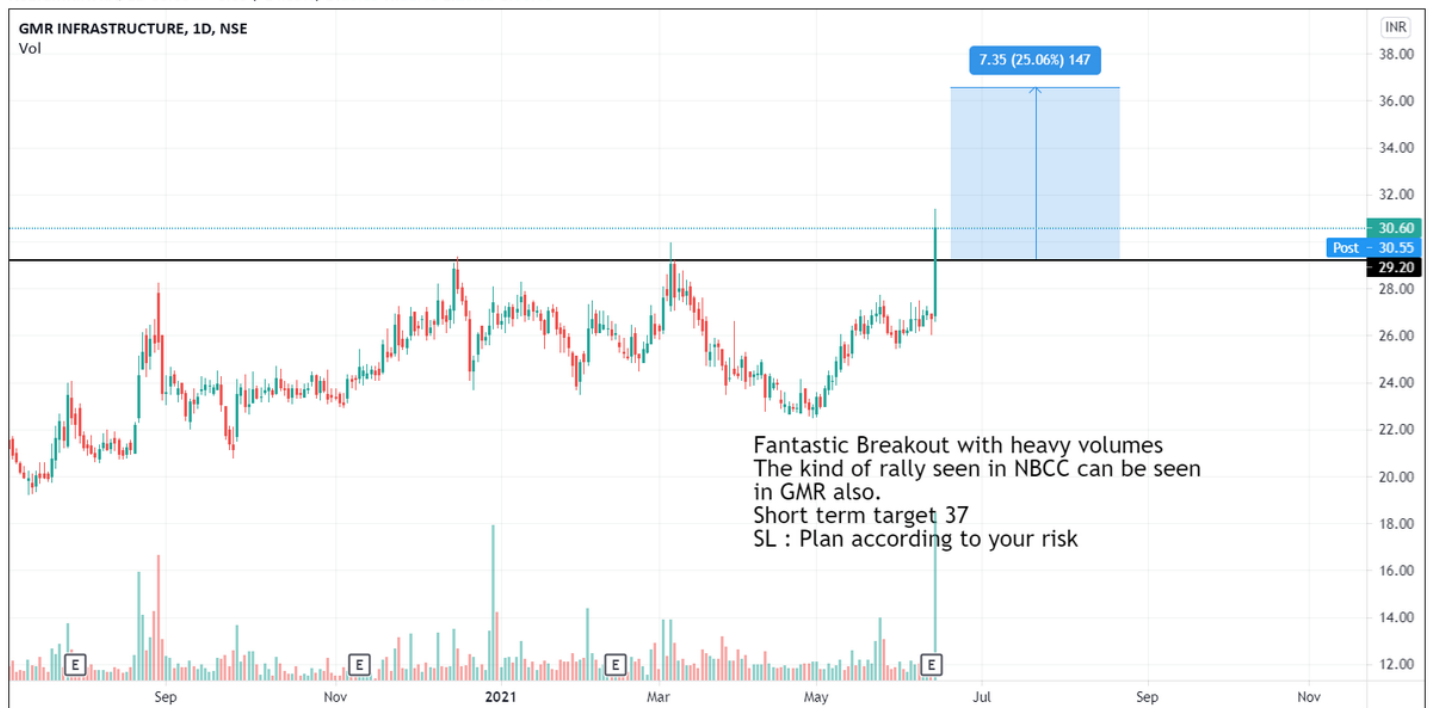 GMR INFRASTRUCTURE, 1D, NSE
Vol
INR
38.00
7.35 (25.06%) 147
36.00
34.00
32.00
30.60
Post - 30.55
29.20
28.00
26.00
24.00
22.00
Fantastic Breakout with heavy volumes
The kind of rally seen in NBCC can be seen
in GMR also.
Short term target 37
SL : Plan according to your risk
20.00
18.00
16.00
14.00
12.00
E E E E
Sep Nov 2021 Mar May Jul Sep Nov